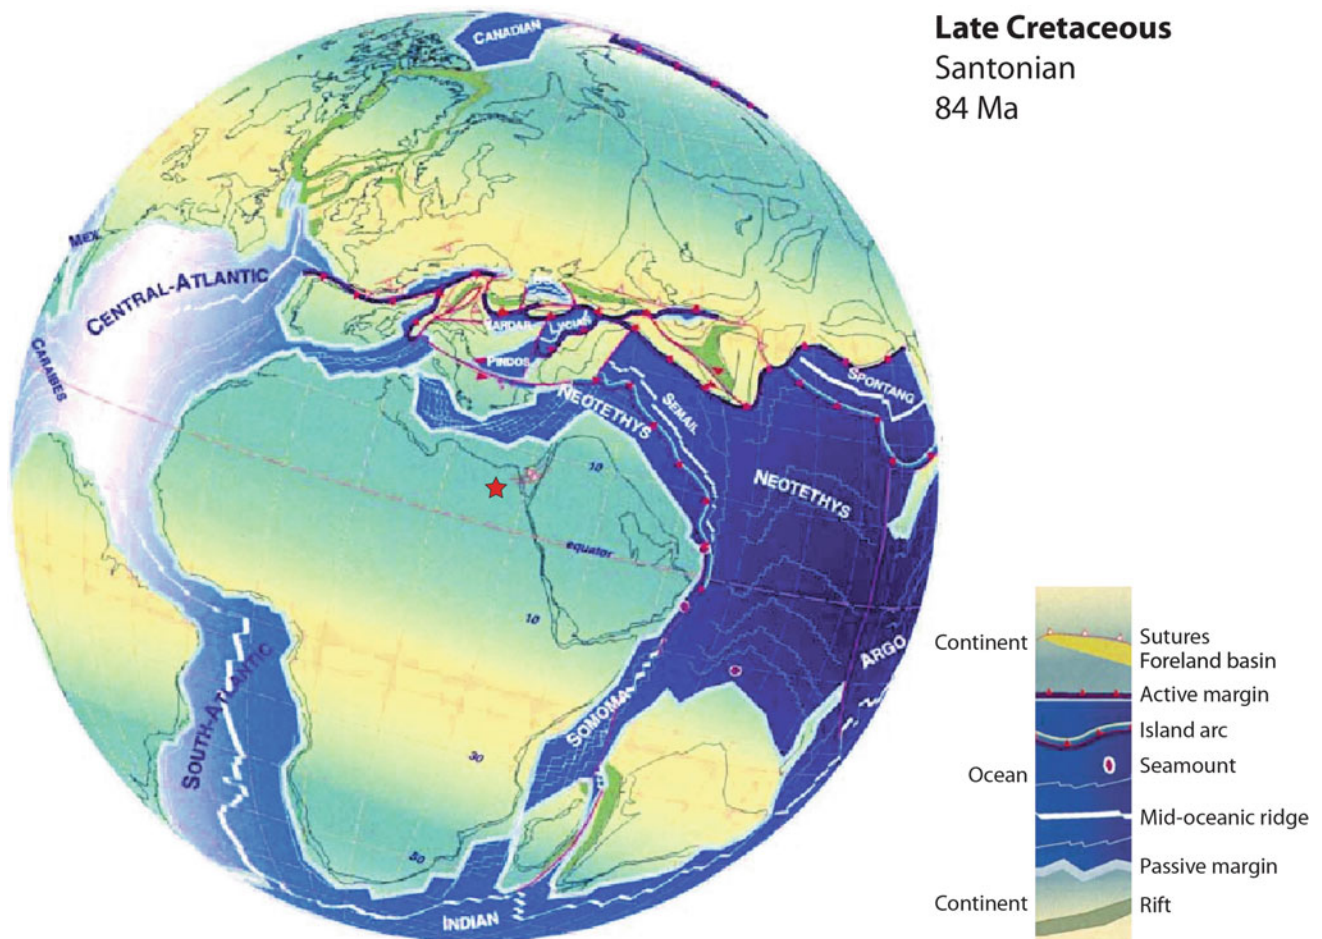 Late Cretaceous
Santonian
84 Ma
CANADIAN
MEX
CENTRAL-ATLANTIC
CARAIBES
VARDAR
LYCIAN
PINDOS
NEOTETHYS
SEMAIL
SPONTANG
NEOTETHYS
10
equator
10
ARGO
SOMOMA
SOUTH-ATLANTIC
30
50
INDIAN
Continent
Sutures
Foreland basin
Active margin
Island arc
Ocean
Seamount
Mid-oceanic ridge
Passive margin
Continent
Rift